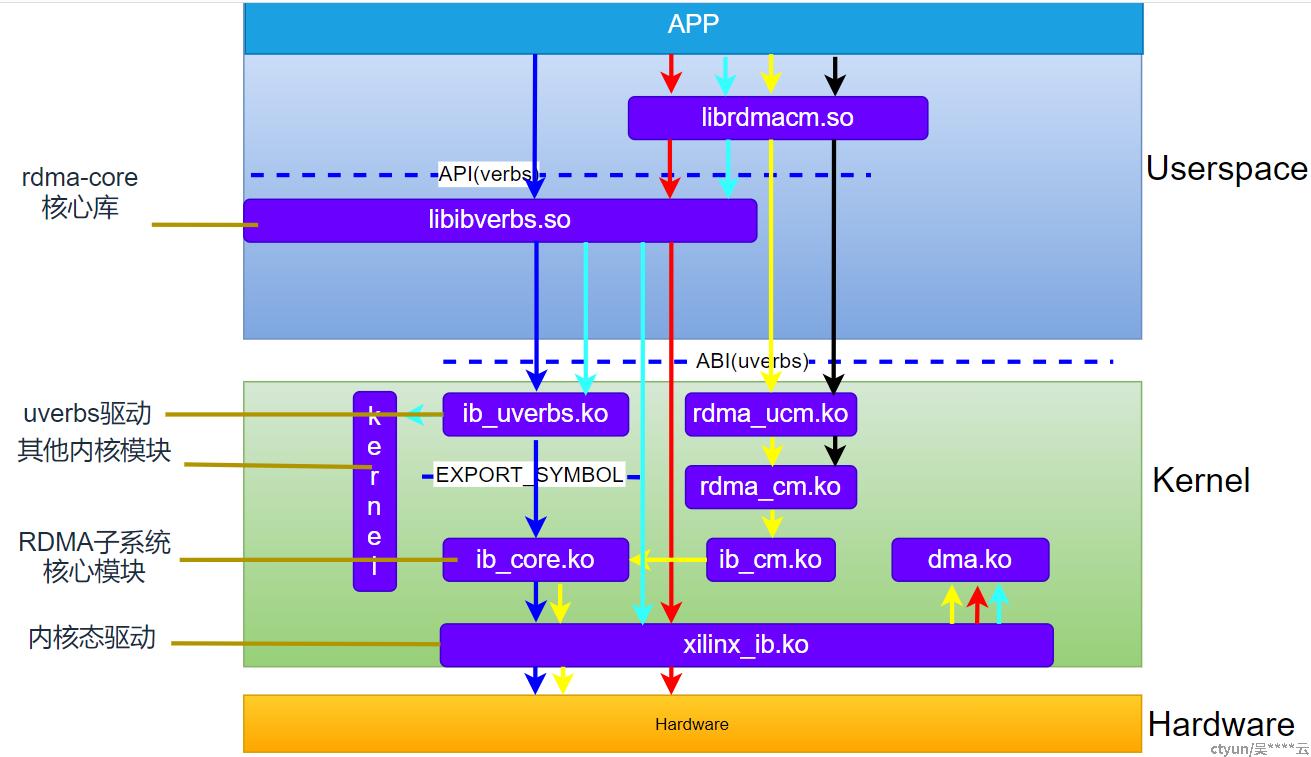 APP
librdmacm.so
API(verbs)
Userspace
rdma-core
核心库
libibverbs.so
ABI(uverbs)
uverbs驱动
kernel
ib_uverbs.ko
rdma_ucm.ko
其他内核模块
EXPORT_SYMBOL
rdma_cm.ko
Kernel
RDMA子系统
核心模块
ib_core.ko
ib_cm.ko
dma.ko
内核态驱动
xilinx_ib.ko
Hardware
Hardware
ctyun/吴****云